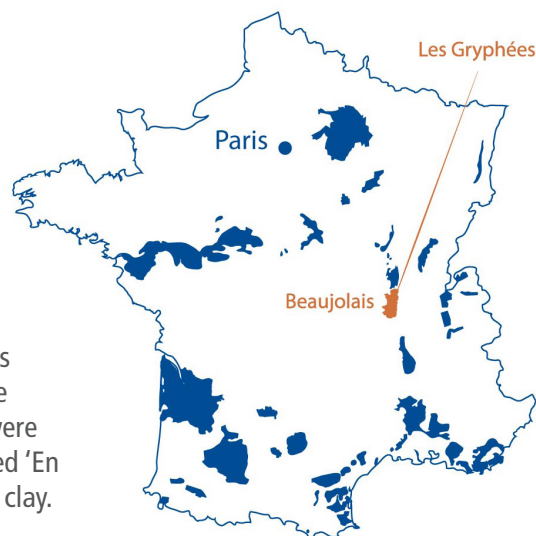 Les Gryphées
Paris
Beaujolais
s
e
vere
ed ‘En
clay.